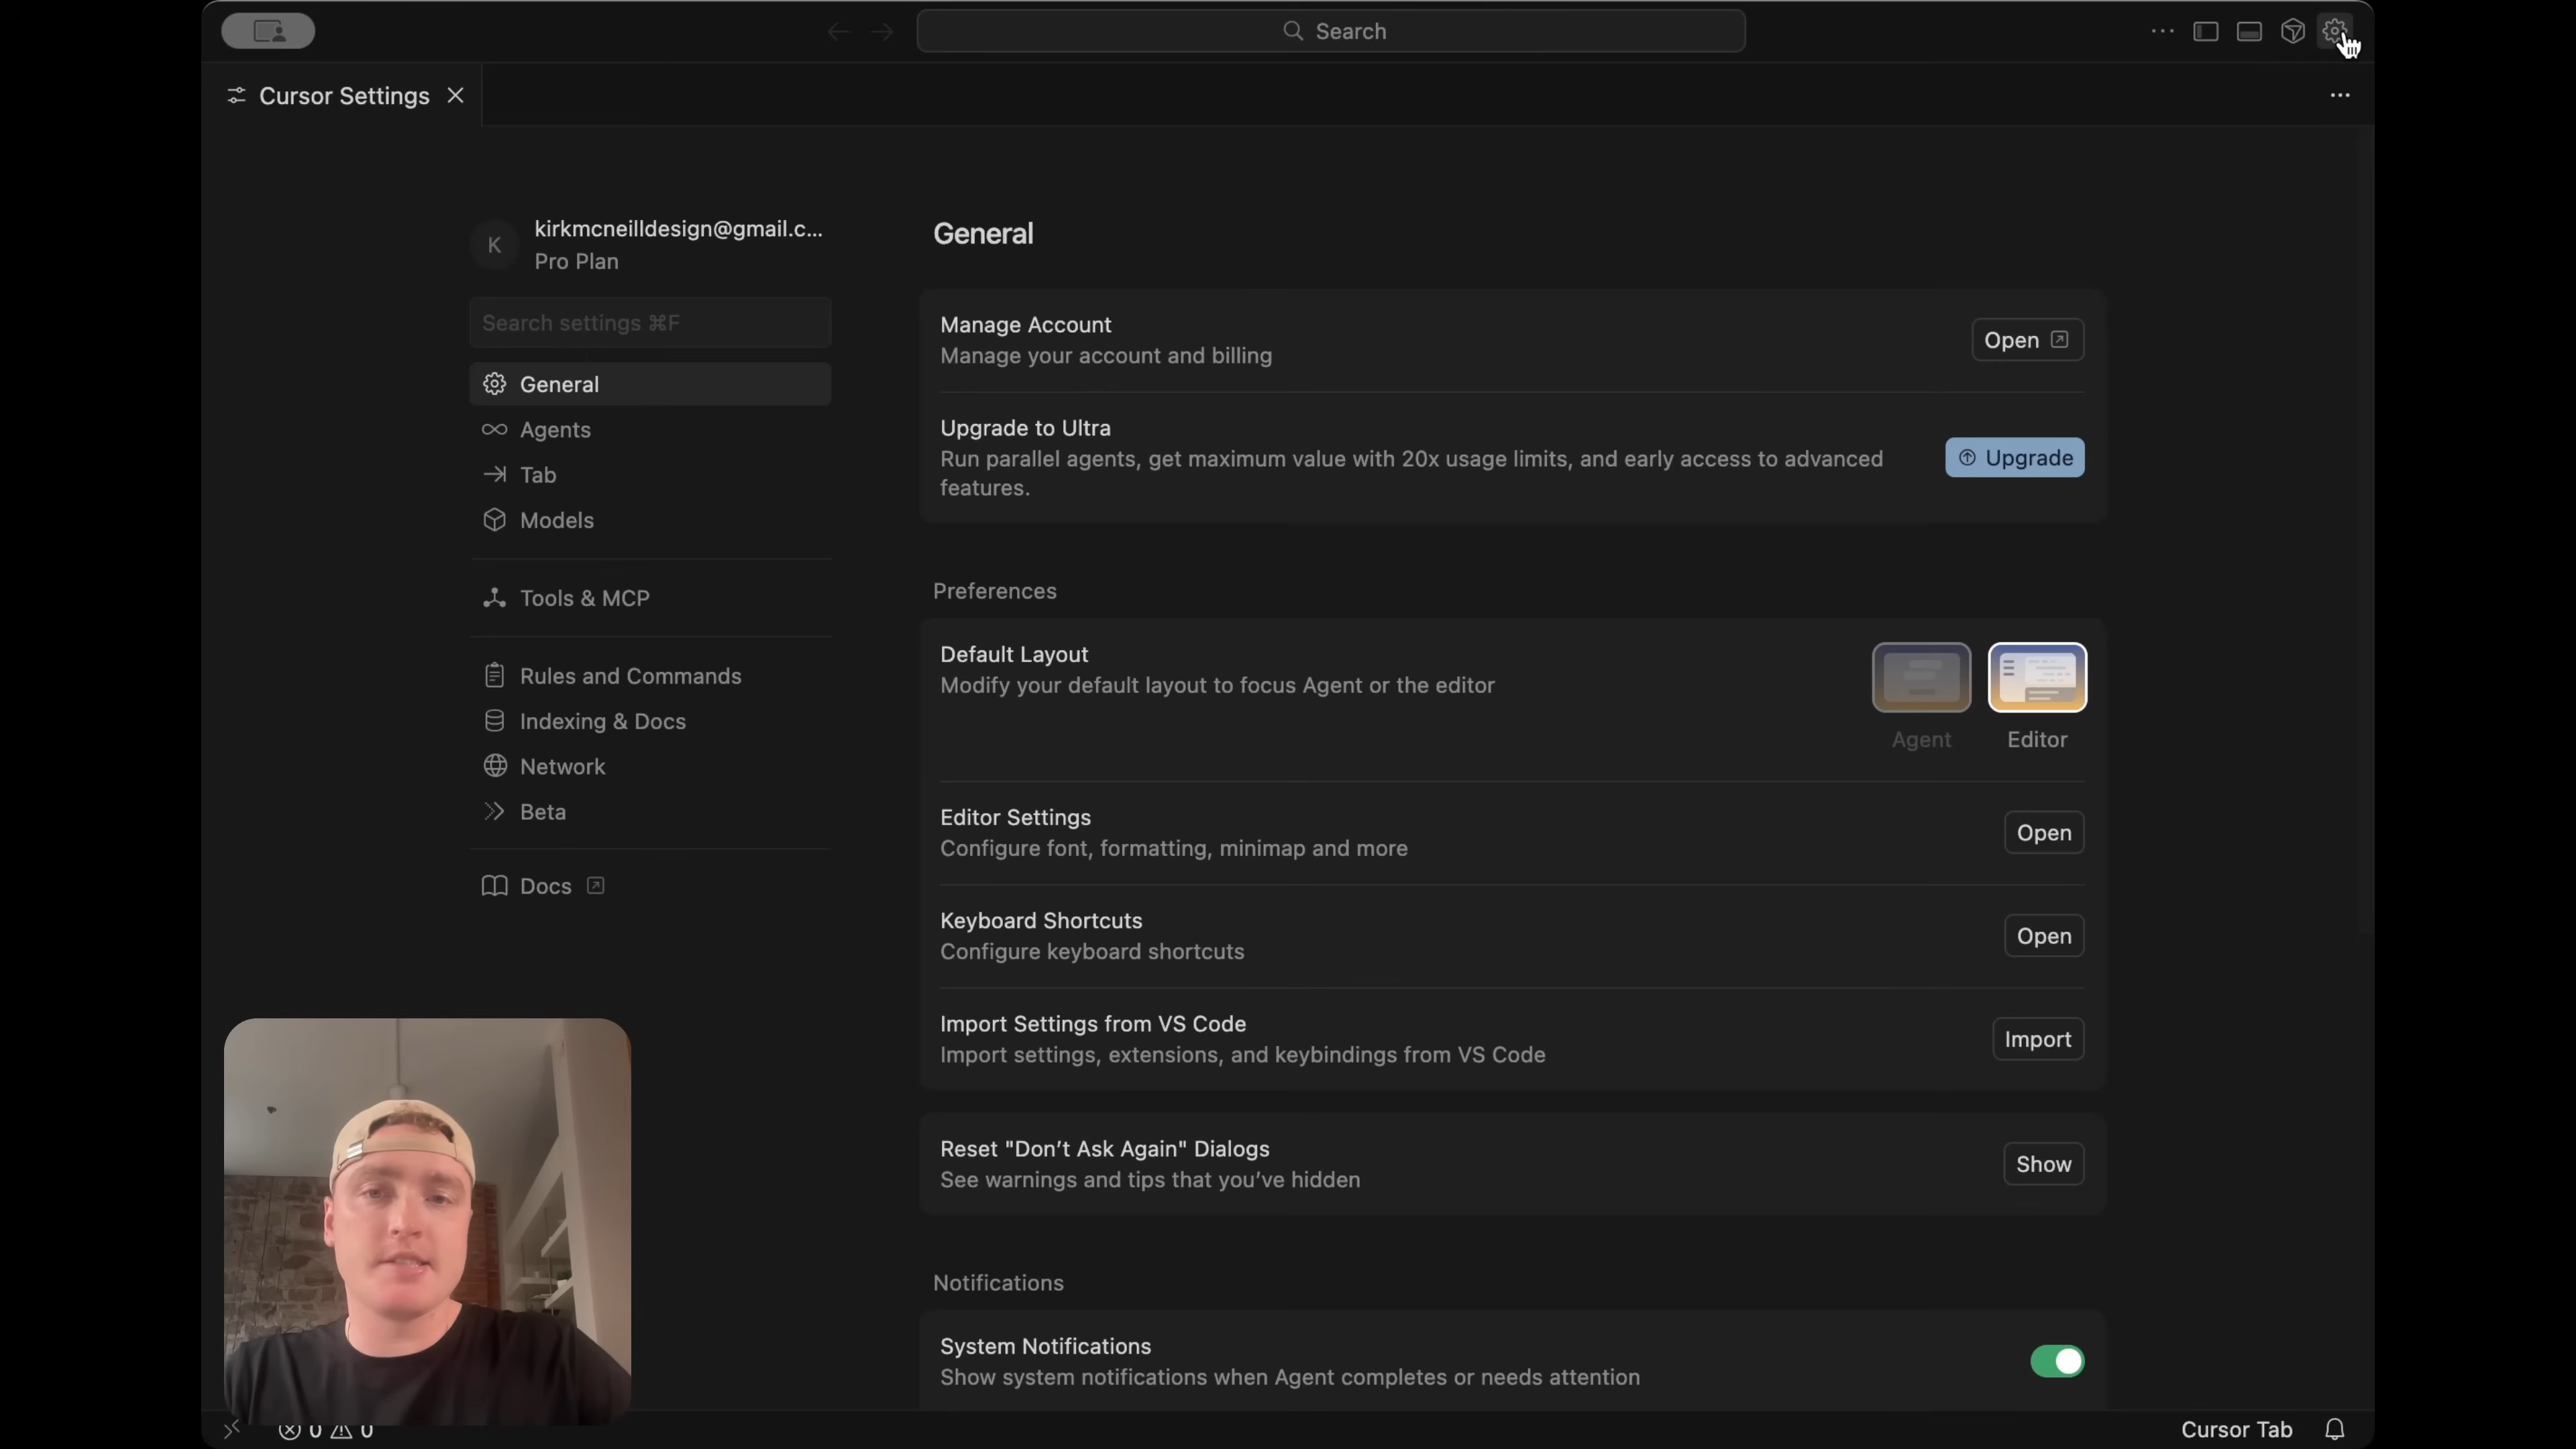 Search
Cursor Settings
K
kirkmcneilldesign@gmail.c...
Pro Plan
Search settings ⌘F
General
Agents
Tab
Models
Tools & MCP
Rules and Commands
Indexing & Docs
Network
Beta
Docs
General
Manage Account
Manage your account and billing
Open
Upgrade to Ultra
Run parallel agents, get maximum value with 20x usage limits, and early access to advanced
features.
Upgrade
Preferences
Default Layout
Modify your default layout to focus Agent or the editor
Agent
Editor
Editor Settings
Configure font, formatting, minimap and more
Open
Keyboard Shortcuts
Configure keyboard shortcuts
Open
Import Settings from VS Code
Import settings, extensions, and keybindings from VS Code
Import
Reset "Don't Ask Again" Dialogs
See warnings and tips that you've hidden
Show
Notifications
System Notifications
Show system notifications when Agent completes or needs attention
0 0
Cursor Tab